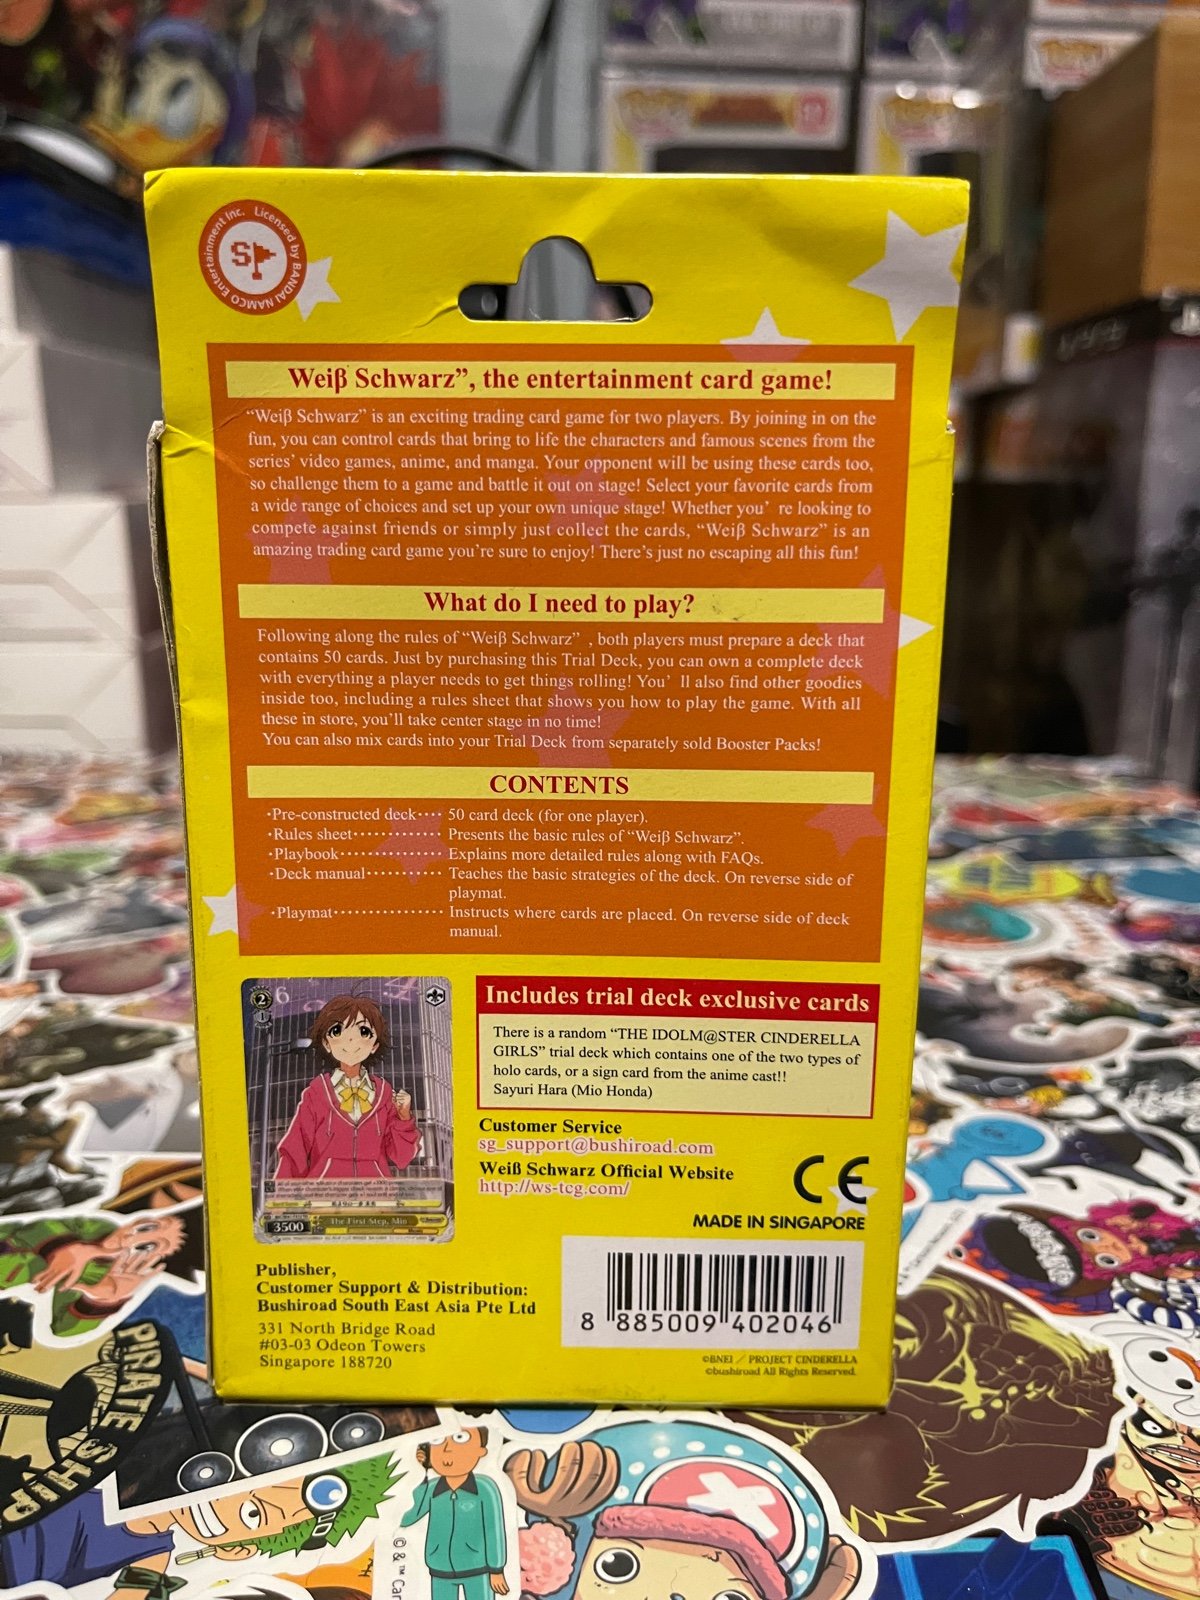 Licensed by BANDAI NAMCO Entertainment Inc.
Weiβ Schwarz”, the entertainment card game!
“Weiβ Schwarz” is an exciting trading card game for two players. By joining in on the
fun, you can control cards that bring to life the characters and famous scenes from the
series’ video games, anime, and manga. Your opponent will be using these cards too,
so challenge them to a game and battle it out on stage! Select your favorite cards from
a wide range of choices and set up your own unique stage! Whether you’ re looking to
compete against friends or simply just collect the cards, “Weiβ Schwarz” is an
amazing trading card game you’re sure to enjoy! There’s just no escaping all this fun!
What do I need to play?
Following along the rules of “Weiβ Schwarz” , both players must prepare a deck that
contains 50 cards. Just by purchasing this Trial Deck, you can own a complete deck
with everything a player needs to get things rolling! You’ ll also find other goodies
inside too, including a rules sheet that shows you how to play the game. With all
these in store, you’ll take center stage in no time!
You can also mix cards into your Trial Deck from separately sold Booster Packs!
CONTENTS
·Pre-constructed deck···· 50 card deck (for one player).
·Rules sheet············· Presents the basic rules of “Weiβ Schwarz”.
·Playbook··············· Explains more detailed rules along with FAQs.
·Deck manual··········· Teaches the basic strategies of the deck. On reverse side of
playmat.
·Playmat················ Instructs where cards are placed. On reverse side of deck
manual.
2 6
1
3500 The First Step, Mio
Includes trial deck exclusive cards
There is a random “THE IDOLM@STER CINDERELLA
GIRLS” trial deck which contains one of the two types of
holo cards, or a sign card from the anime cast!!
Sayuri Hara (Mio Honda)
Customer Service
sg_support@bushiroad.com
Weiß Schwarz Official Website
http://ws-tcg.com/
CE
MADE IN SINGAPORE
Publisher,
Customer Support & Distribution:
Bushiroad South East Asia Pte Ltd
331 North Bridge Road
#03-03 Odeon Towers
Singapore 188720
8 885009 402046
©BNEI / PROJECT CINDERELLA
©bushiroad All Rights Reserved.
PIRATE SHIP